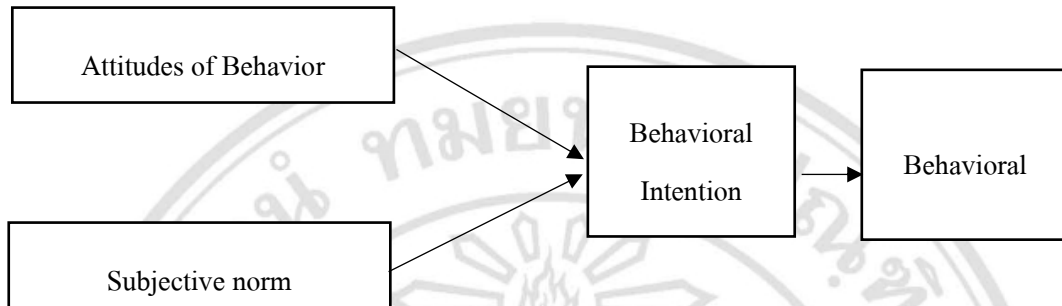 Attitudes of Behavior
Behavioral
Intention
Behavioral
Subjective norm